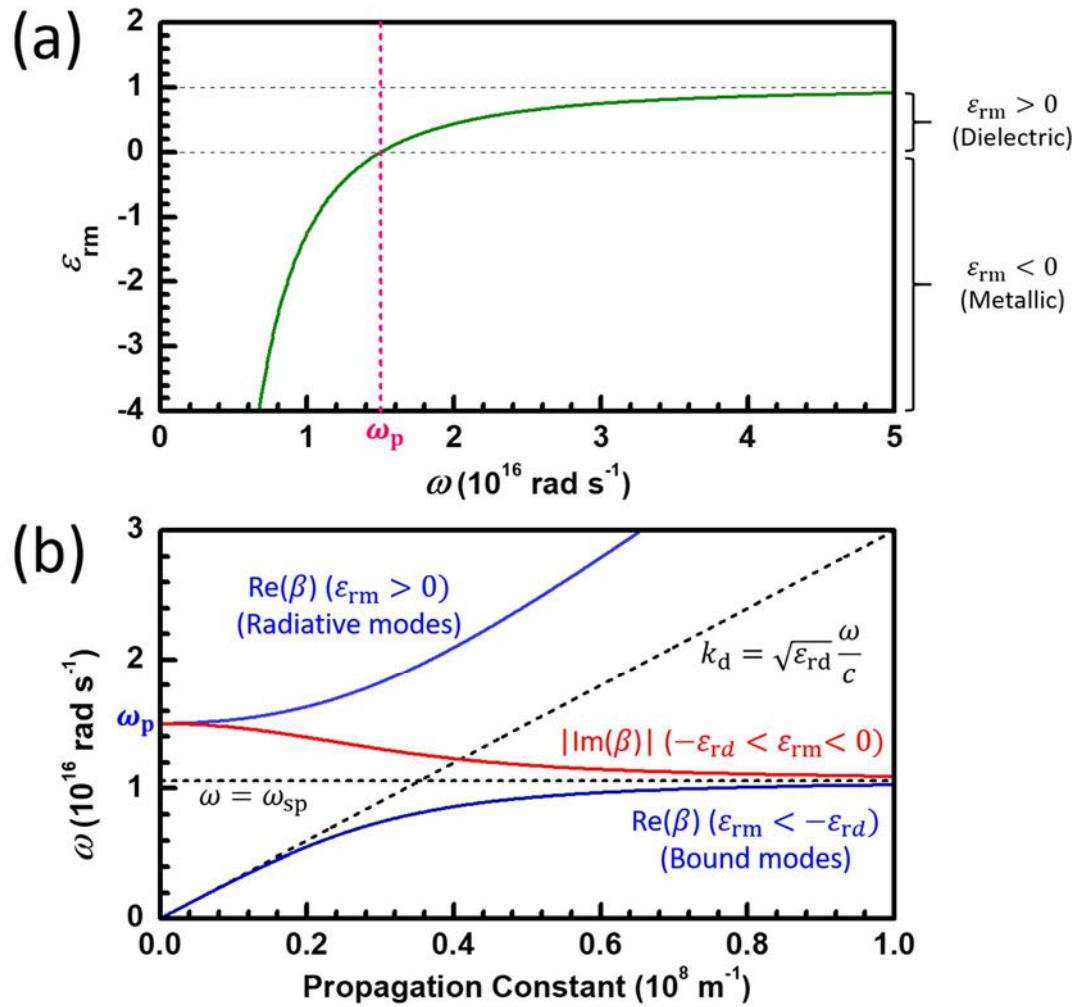 (a)
2
1
0
-1
-2
-3
-4
ε_rm
0
1
ω_p
2
3
4
5
ω (10^16 rad s^-1)
ε_rm > 0
(Dielectric)
ε_rm < 0
(Metallic)
(b)
3
2
ω_p
1
0
ω (10^16 rad s^-1)
Re(β) (ε_rm > 0)
(Radiative modes)
k_d = √ε_rd ω/c
|Im(β)| (−ε_rd < ε_rm < 0)
ω = ω_sp
Re(β) (ε_rm < −ε_rd)
(Bound modes)
0.0
0.2
0.4
0.6
0.8
1.0
Propagation Constant (10^8 m^-1)